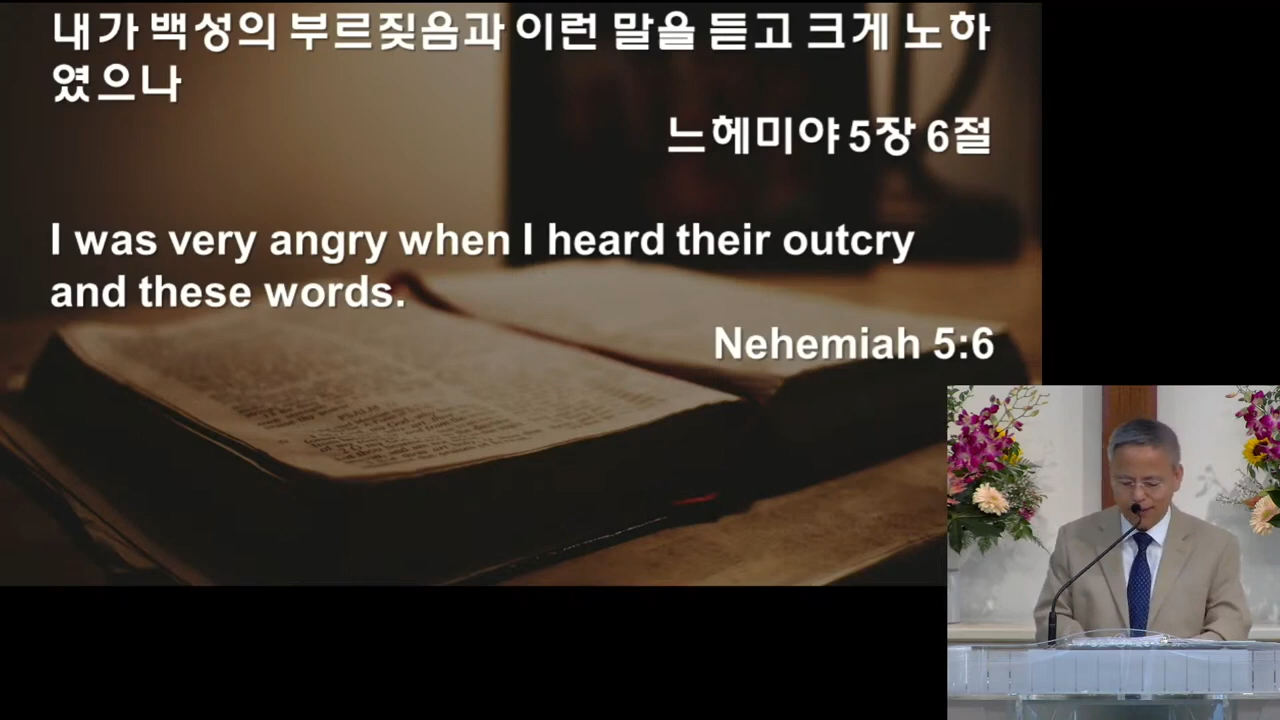 내가 백성의 부르짖음과 이런 말을 듣고 크게 노하
였으나
느헤미야 5장 6절
I was very angry when I heard their outcry
and these words.
Nehemiah 5:6